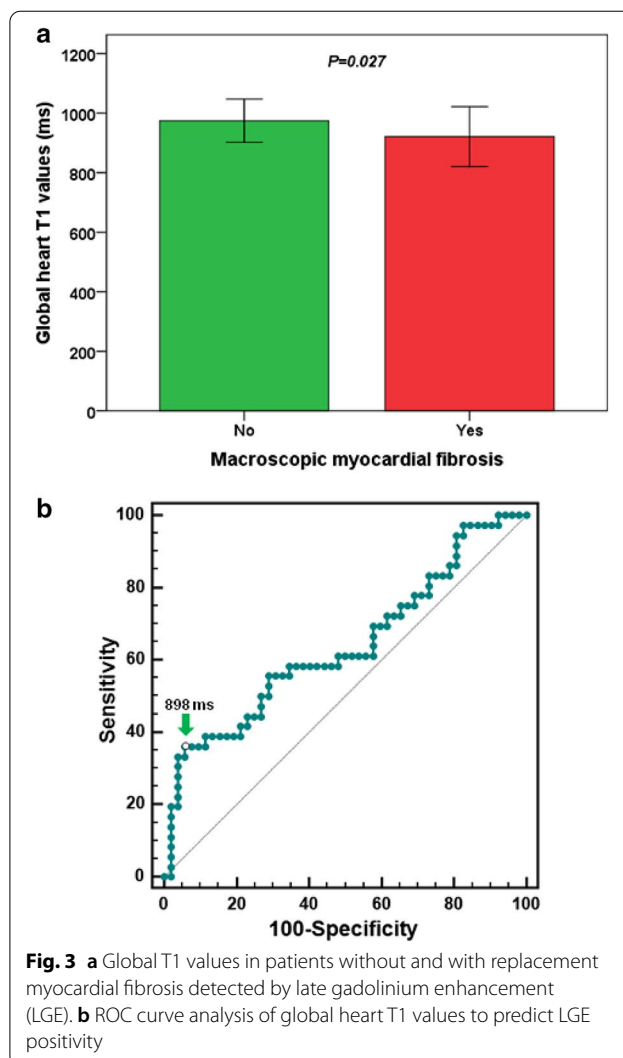 a
1200
1000
800
600
400
200
0
Global heart T1 values (ms)
P=0.027
No Yes
Macroscopic myocardial fibrosis
b
100
80
60
40
20
0
Sensitivity
898 ms
0 20 40 60 80 100
100-Specificity
Fig. 3 a Global T1 values in patients without and with replacement
myocardial fibrosis detected by late gadolinium enhancement
(LGE). b ROC curve analysis of global heart T1 values to predict LGE
positivity